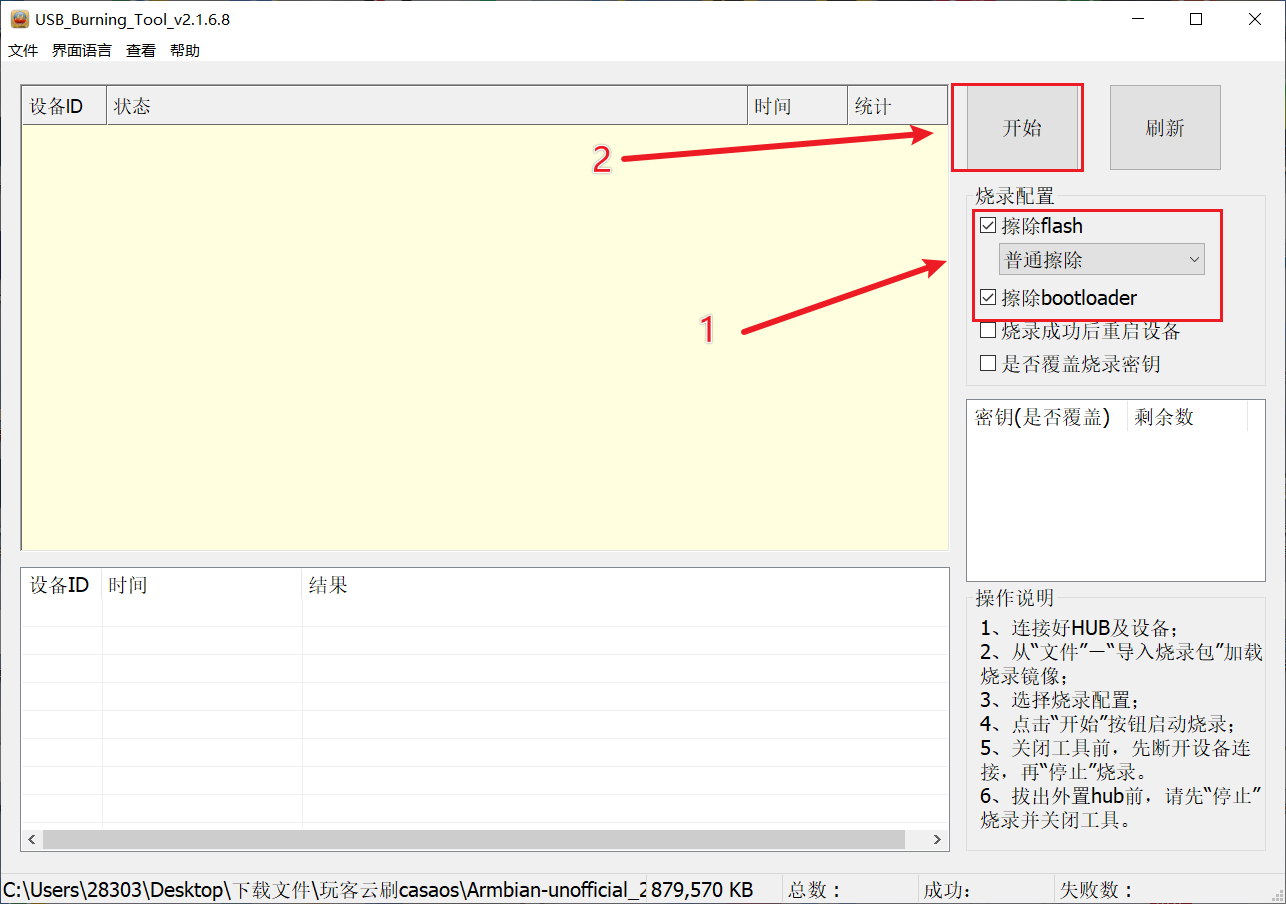 USB_Burning_Tool_v2.1.6.8
文件 界面语言 查看 帮助
设备ID 状态 时间 统计
开始 刷新
2
烧录配置
擦除flash
普通擦除
擦除bootloader
1
烧录成功后重启设备
是否覆盖烧录密钥
密钥(是否覆盖) 剩余数
设备ID 时间 结果
操作说明
1、连接好HUB及设备；
2、从“文件”－“导入烧录包”加载
烧录镜像；
3、选择烧录配置；
4、点击“开始”按钮启动烧录；
5、关闭工具前，先断开设备连
接，再“停止”烧录。
6、拔出外置hub前，请先“停止”
烧录并关闭工具。
C:\Users\28303\Desktop\下载文件\玩客云刷casaos\Armbian-unofficial_2 879,570 KB 总数： 成功： 失败数：